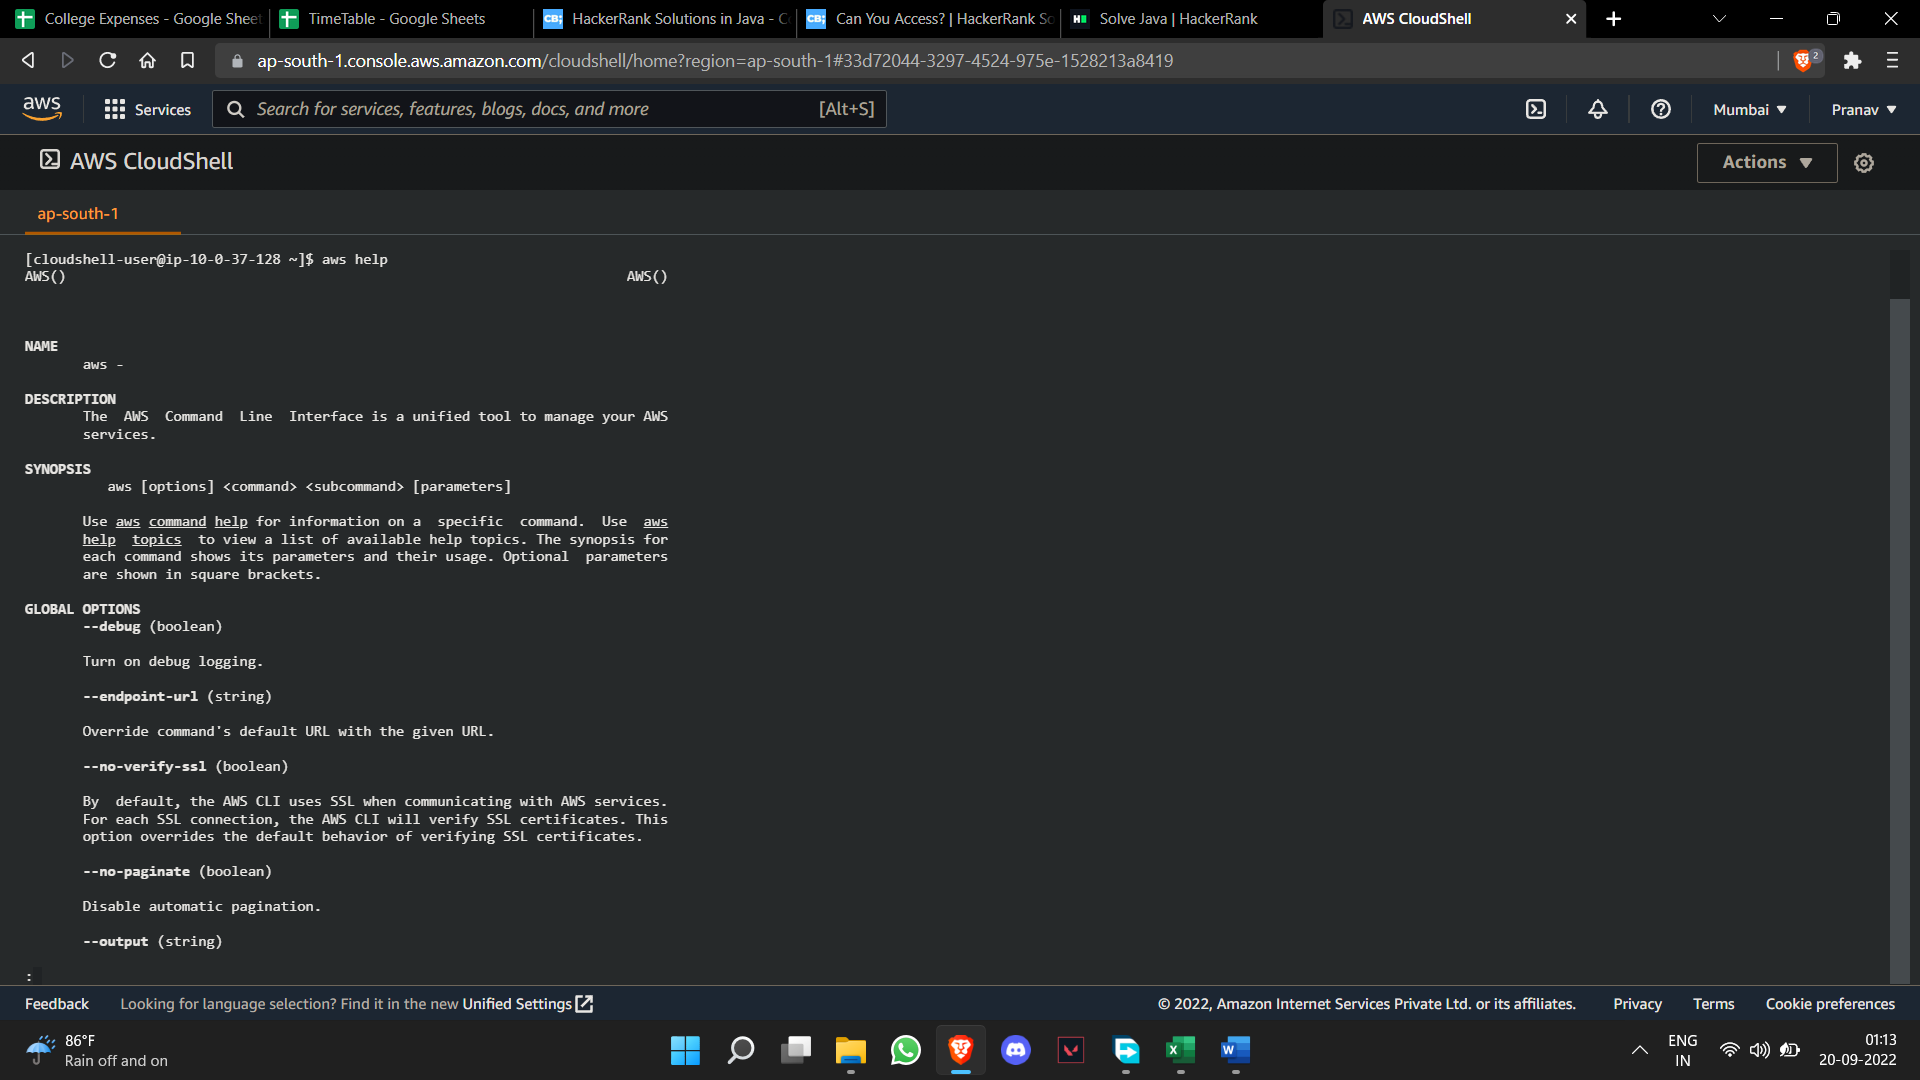 College Expenses - Google Sheet
TimeTable - Google Sheets
HackerRank Solutions in Java - C
Can You Access? | HackerRank So
Solve Java | HackerRank
AWS CloudShell
ap-south-1.console.aws.amazon.com/cloudshell/home?region=ap-south-1#33d72044-3297-4524-975e-1528213a8419
2
aws
Services
Search for services, features, blogs, docs, and more
[Alt+S]
Mumbai
Pranav
AWS CloudShell
Actions
ap-south-1
[cloudshell-user@ip-10-0-37-128 ~]$ aws help
AWS() AWS()
NAME
aws -
DESCRIPTION
The AWS Command Line Interface is a unified tool to manage your AWS
services.
SYNOPSIS
aws [options] <command> <subcommand> [parameters]
Use aws command help for information on a specific command. Use aws
help topics to view a list of available help topics. The synopsis for
each command shows its parameters and their usage. Optional parameters
are shown in square brackets.
GLOBAL OPTIONS
--debug (boolean)
Turn on debug logging.
--endpoint-url (string)
Override command's default URL with the given URL.
--no-verify-ssl (boolean)
By default, the AWS CLI uses SSL when communicating with AWS services.
For each SSL connection, the AWS CLI will verify SSL certificates. This
option overrides the default behavior of verifying SSL certificates.
--no-paginate (boolean)
Disable automatic pagination.
--output (string)
:
Feedback
Looking for language selection? Find it in the new Unified Settings
© 2022, Amazon Internet Services Private Ltd. or its affiliates.
Privacy
Terms
Cookie preferences
86°F
Rain off and on
ENG
IN
01:13
20-09-2022